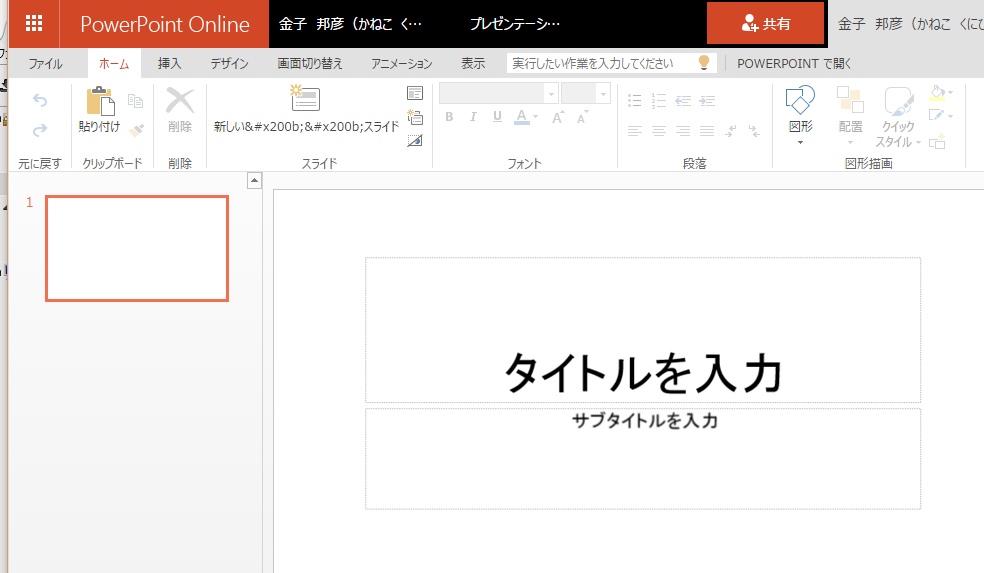 PowerPoint Online 金子 邦彦（かねこ く… プレゼンテーシ… 共有 金子 邦彦（かねこ くにひ
ファイル ホーム 挿入 デザイン 画面切り替え アニメーション 表示 実行したい作業を入力してください POWERPOINT で開く
貼り付け 削除 新しい&#x200b;&#x200b;スライド B I U A A A 図形 配置 クイック
スタイル
元に戻す クリップボード 削除 スライド フォント 段落 図形描画
1
タイトルを入力
サブタイトルを入力